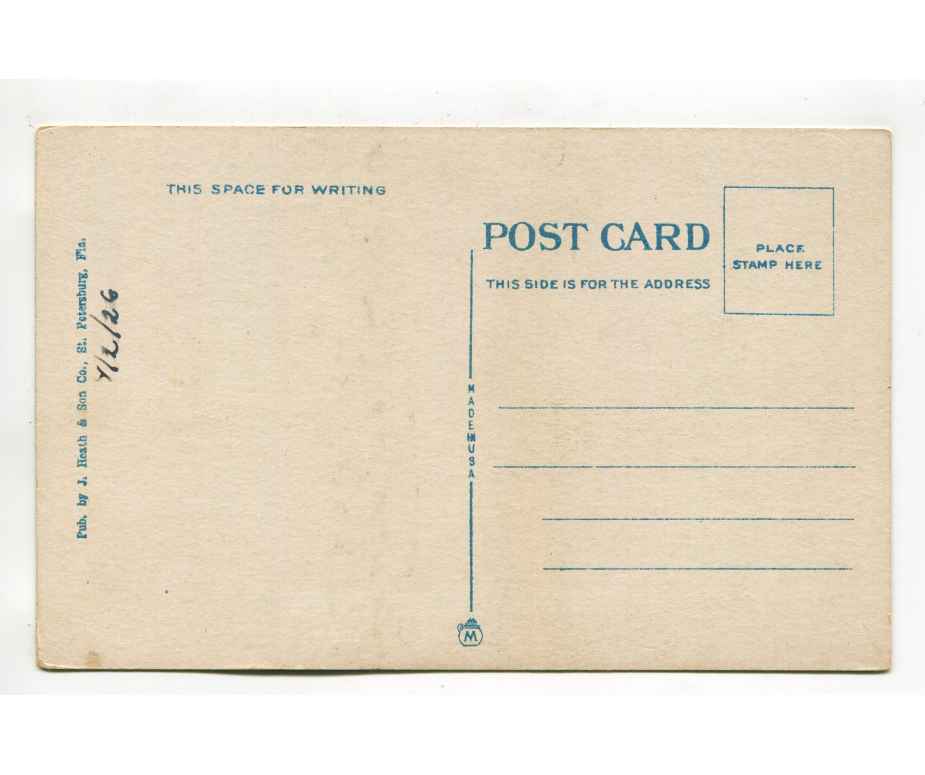 THIS SPACE FOR WRITING
POST CARD
PLACE
STAMP HERE
THIS SIDE IS FOR THE ADDRESS
MADE IN USA
Pub. by J. Heath & Son Co., St. Petersburg, Fla.
4/2/26
M